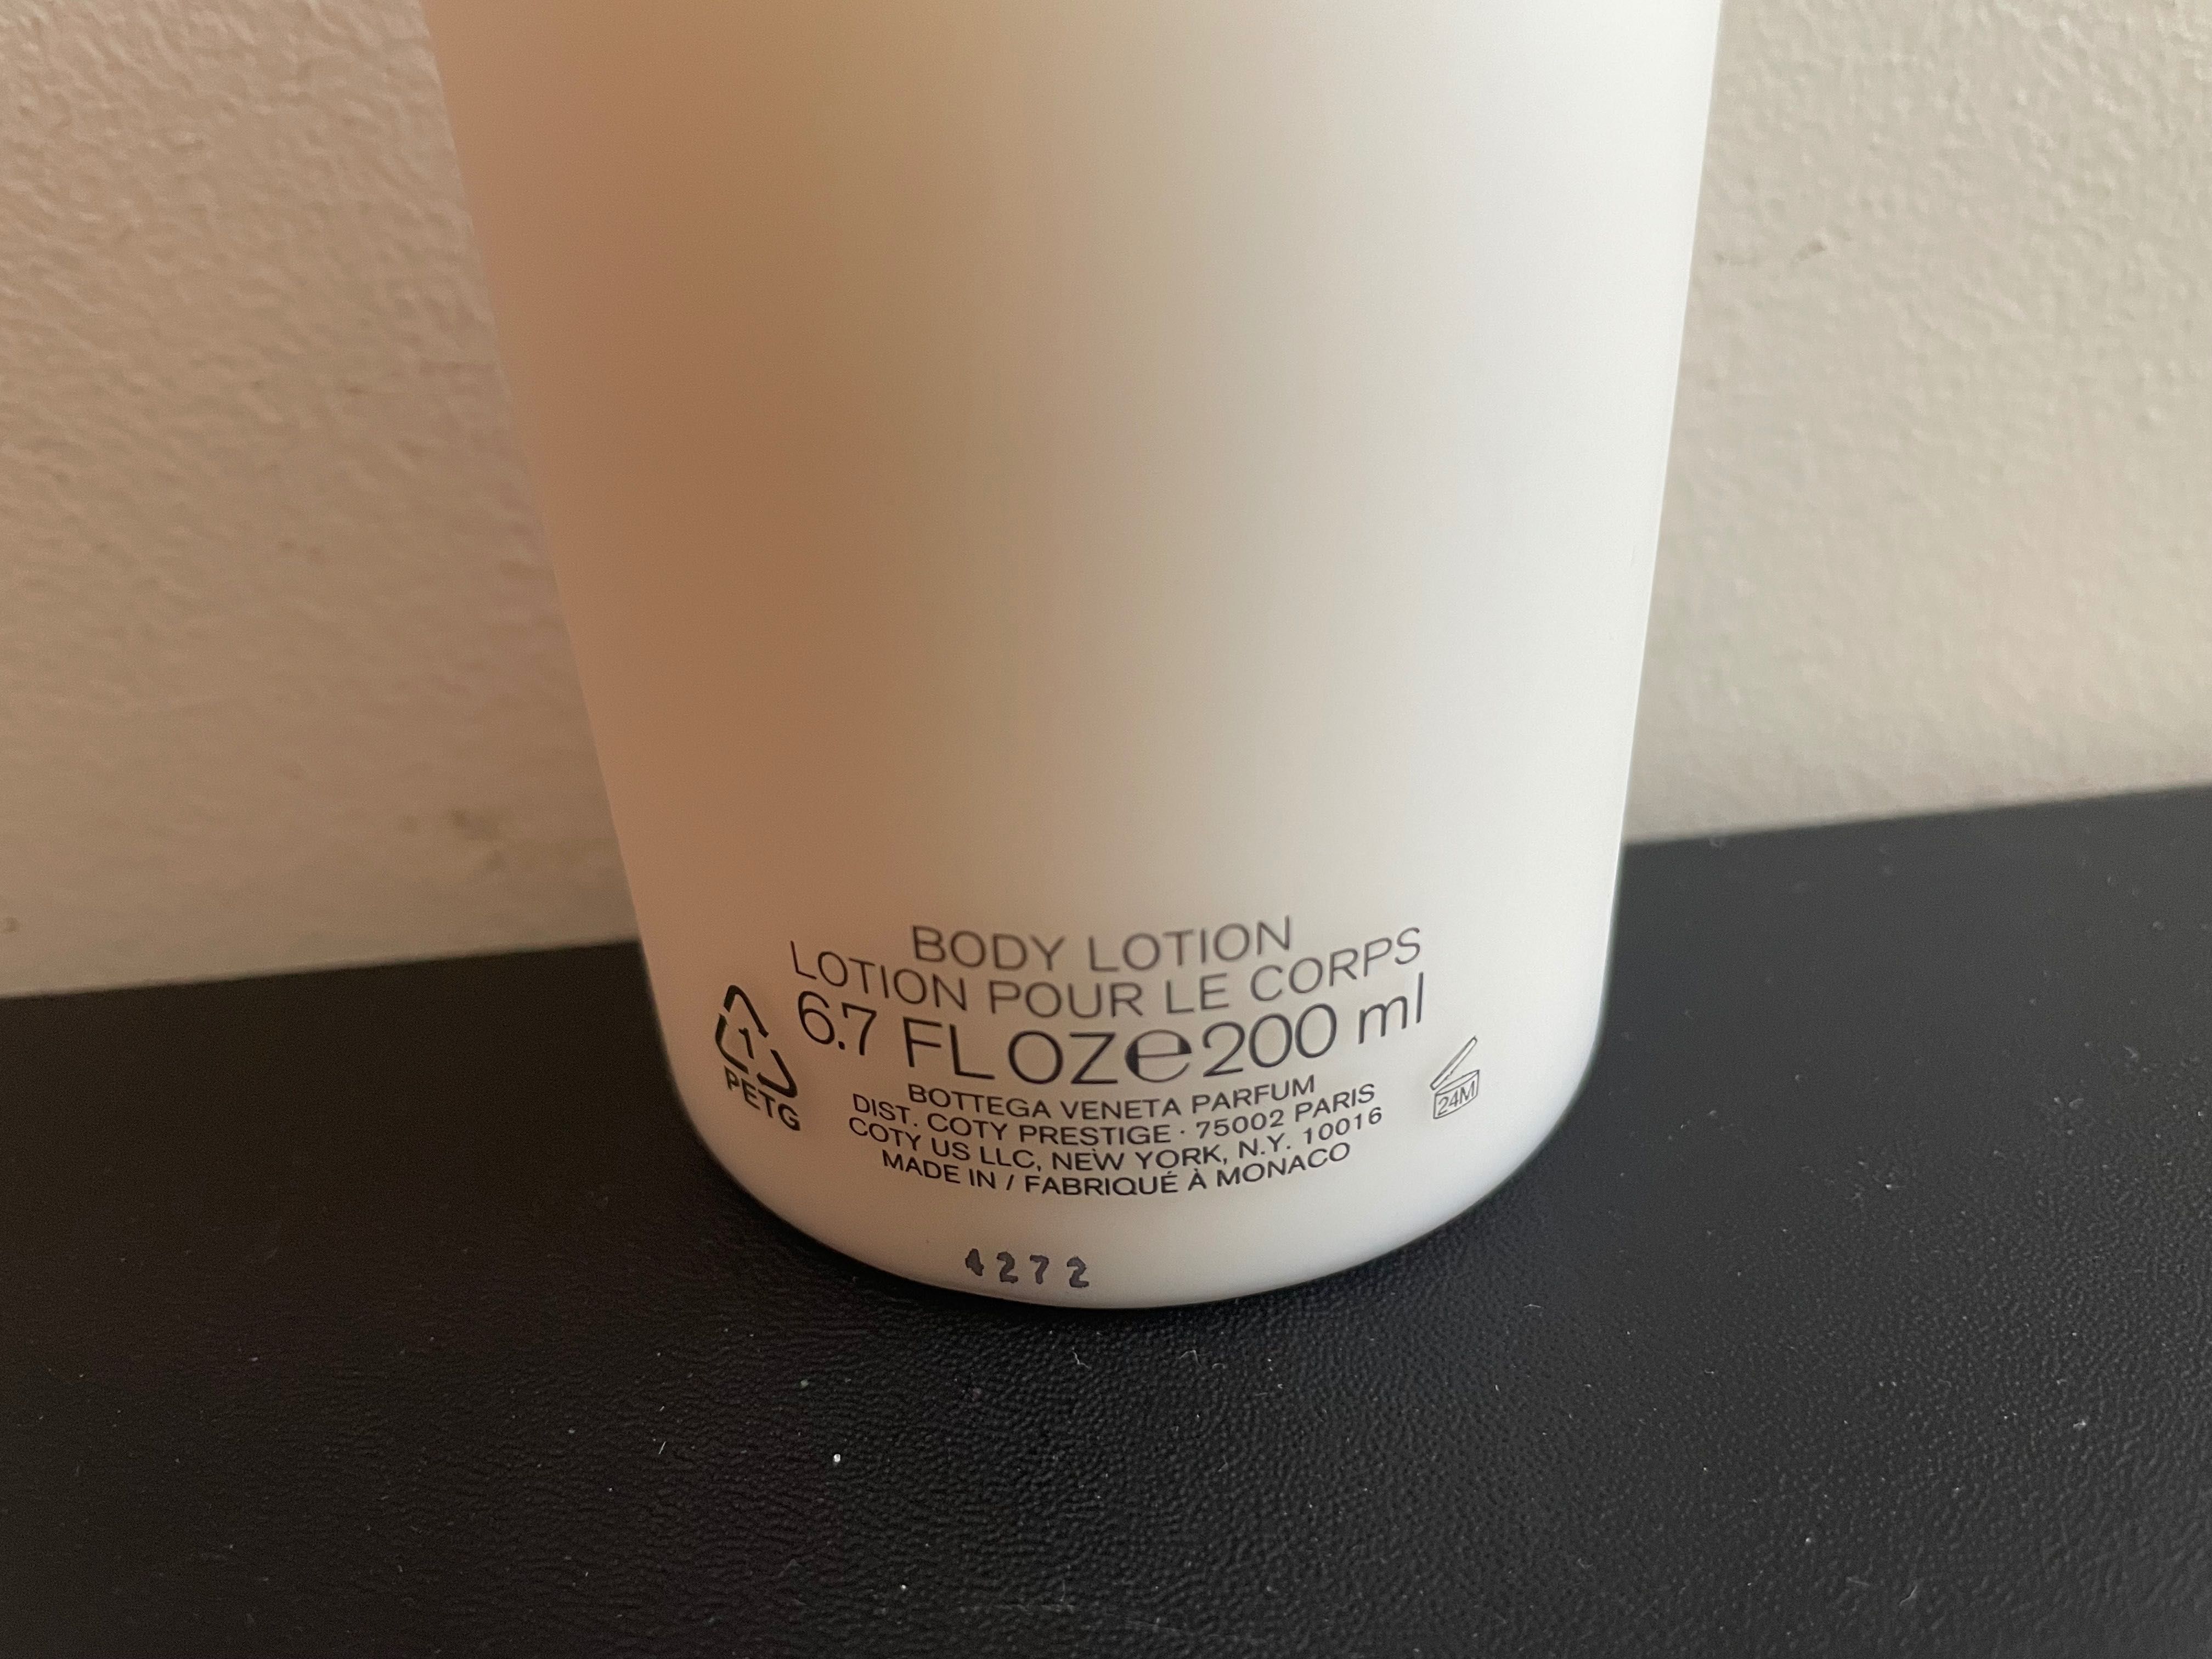 BODY LOTION
LOTION POUR LE CORPS
6.7 FL OZ℮200 ml
1
PETG
24M
BOTTEGA VENETA PARFUM
DIST. COTY PRESTIGE · 75002 PARIS
COTY US LLC, NEW YORK, N.Y. 10016
MADE IN / FABRIQUÉ À MONACO
4272